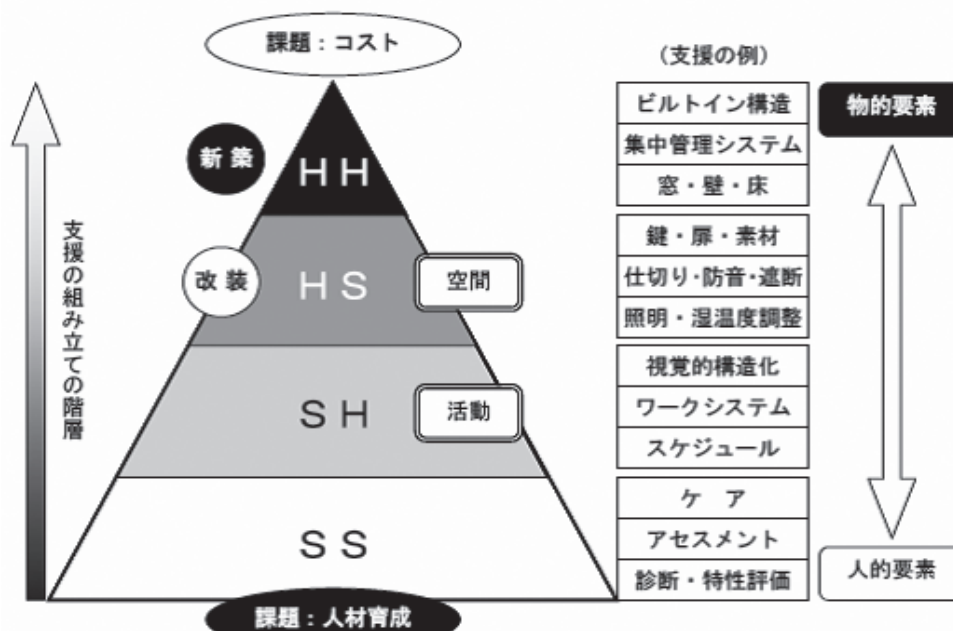 課題：コスト
（支援の例）
ビルトイン構造
集中管理システム
窓・壁・床
物的要素
新築
HH
支援の組み立ての階層
改装
HS
空間
鍵・扉・素材
仕切り・防音・遮断
照明・湿温度調整
SH
活動
視覚的構造化
ワークシステム
スケジュール
SS
ケア
アセスメント
診断・特性評価
人的要素
課題：人材育成